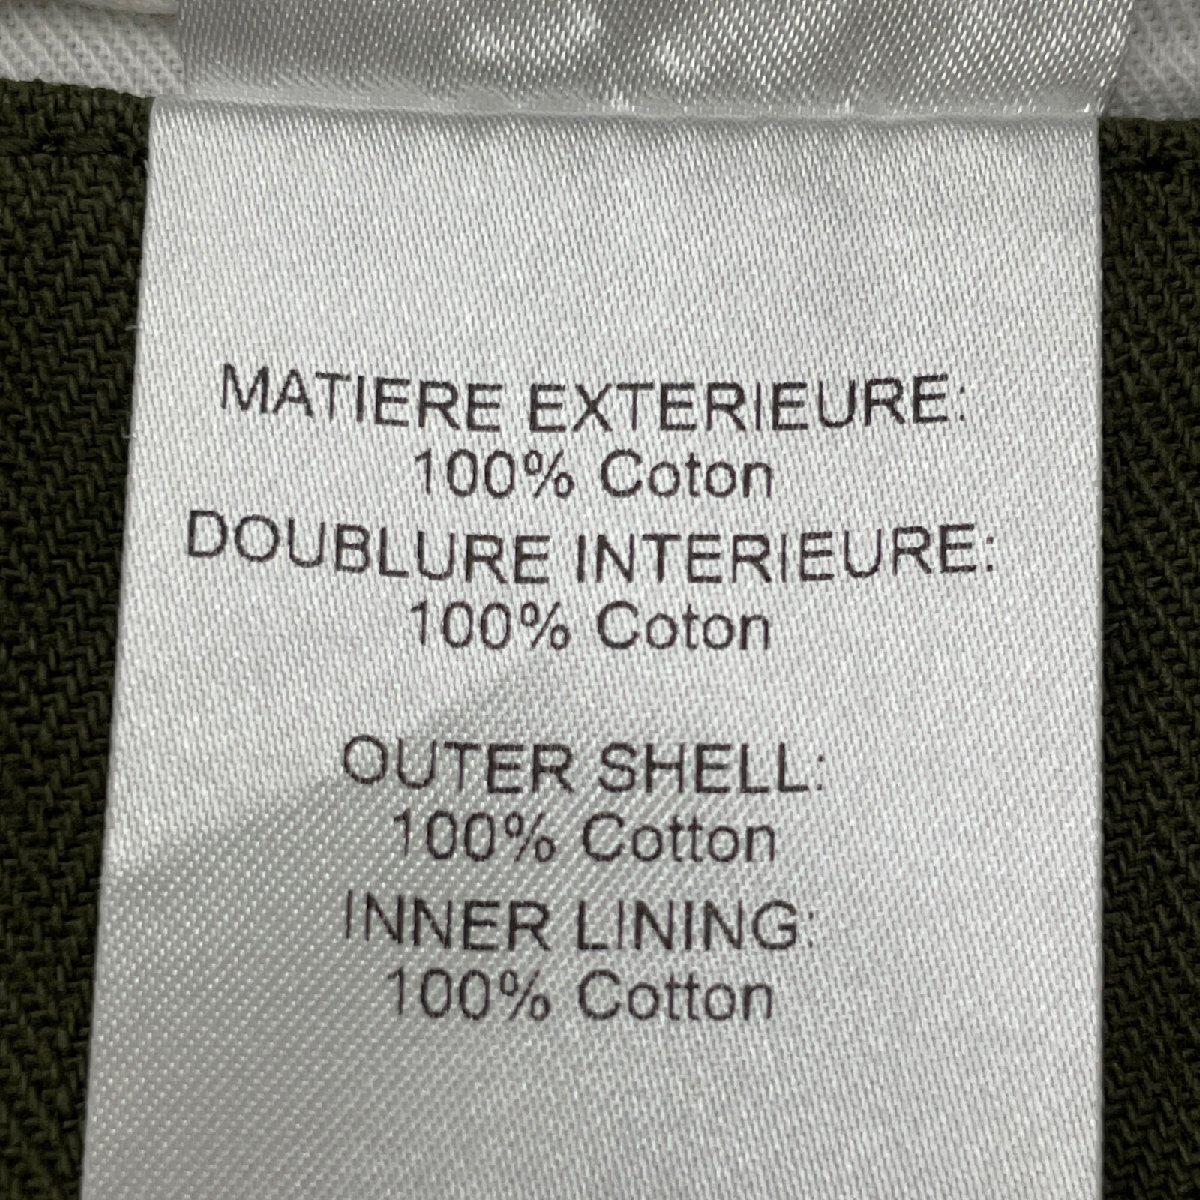 MATIERE EXTERIEURE:
100% Coton
DOUBLURE INTERIEURE:
100% Coton
OUTER SHELL:
100% Cotton
INNER LINING:
100% Cotton